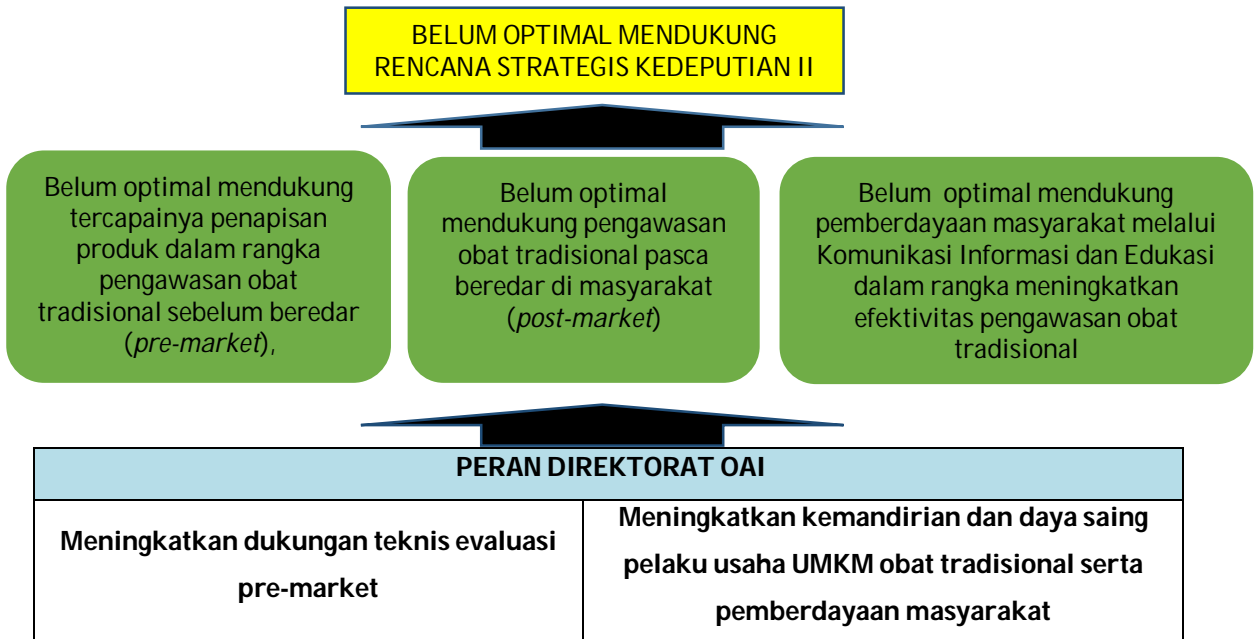 BELUM OPTIMAL MENDUKUNG
RENCANA STRATEGIS KEDEPUTIAN II
Belum optimal mendukung
tercapainya penapisan
produk dalam rangka
pengawasan obat
tradisional sebelum beredar
(pre-market),
Belum optimal
mendukung pengawasan
obat tradisional pasca
beredar di masyarakat
(post-market)
Belum optimal mendukung
pemberdayaan masyarakat melalui
Komunikasi Informasi dan Edukasi
dalam rangka meningkatkan
efektivitas pengawasan obat
tradisional
PERAN DIREKTORAT OAI
Meningkatkan dukungan teknis evaluasi
pre-market
Meningkatkan kemandirian dan daya saing
pelaku usaha UMKM obat tradisional serta
pemberdayaan masyarakat